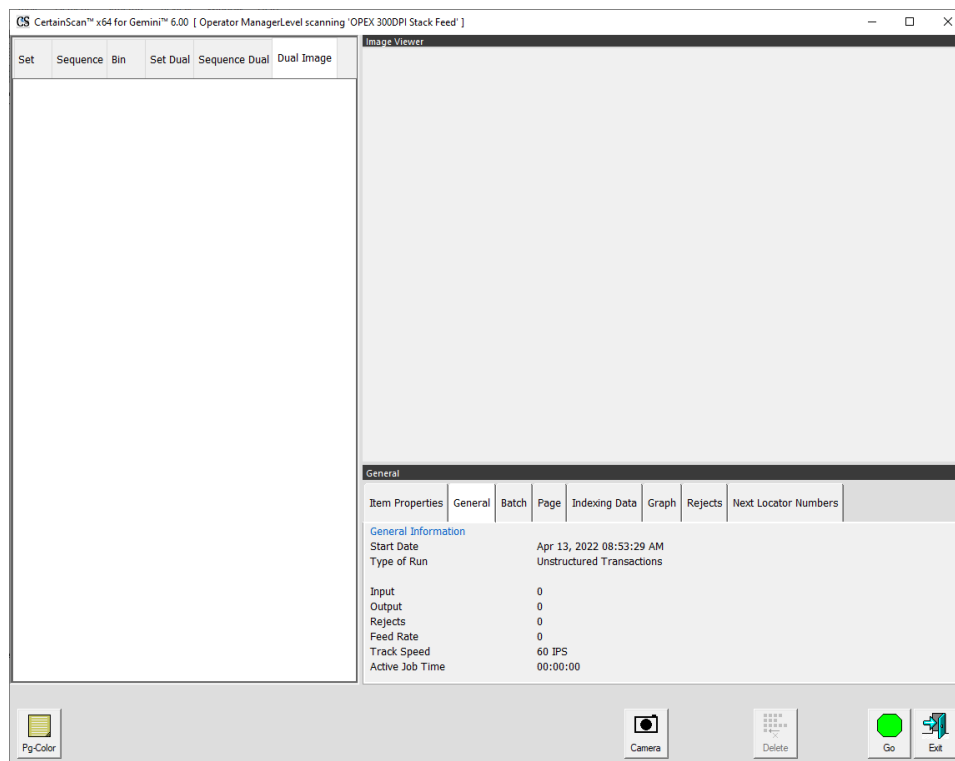 CS CertainScan™ x64 for Gemini™ 6.00 [ Operator ManagerLevel scanning 'OPEX 300DPI Stack Feed' ]
Set Sequence Bin Set Dual Sequence Dual Dual Image
Image Viewer
General
Item Properties General Batch Page Indexing Data Graph Rejects Next Locator Numbers
General Information
Start Date Apr 13, 2022 08:53:29 AM
Type of Run Unstructured Transactions
Input 0
Output 0
Rejects 0
Feed Rate 0
Track Speed 60 IPS
Active Job Time 00:00:00
Pg-Color Camera Delete Go Exit